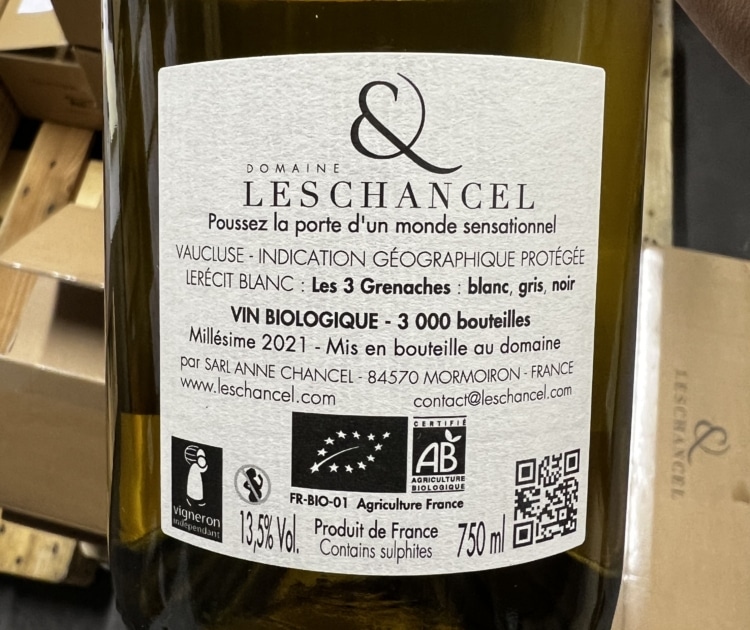 &
DOMAINE
LESCHANCEL
Poussez la porte d'un monde sensationnel
VAUCLUSE - INDICATION GÉOGRAPHIQUE PROTÉGÉE
LERÉCIT BLANC : Les 3 Grenaches : blanc, gris, noir
VIN BIOLOGIQUE - 3 000 bouteilles
Millésime 2021 - Mis en bouteille au domaine
par SARL ANNE CHANCEL - 84570 MORMOIRON - FRANCE
www.leschancel.com contact@leschancel.com
CERTIFIÉ
AB
AGRICULTURE
BIOLOGIQUE
FR-BIO-01 Agriculture France
vigneron
indépendant
13,5% Vol. Produit de France 750 ml
Contains sulphites
&
LESCHANCEL